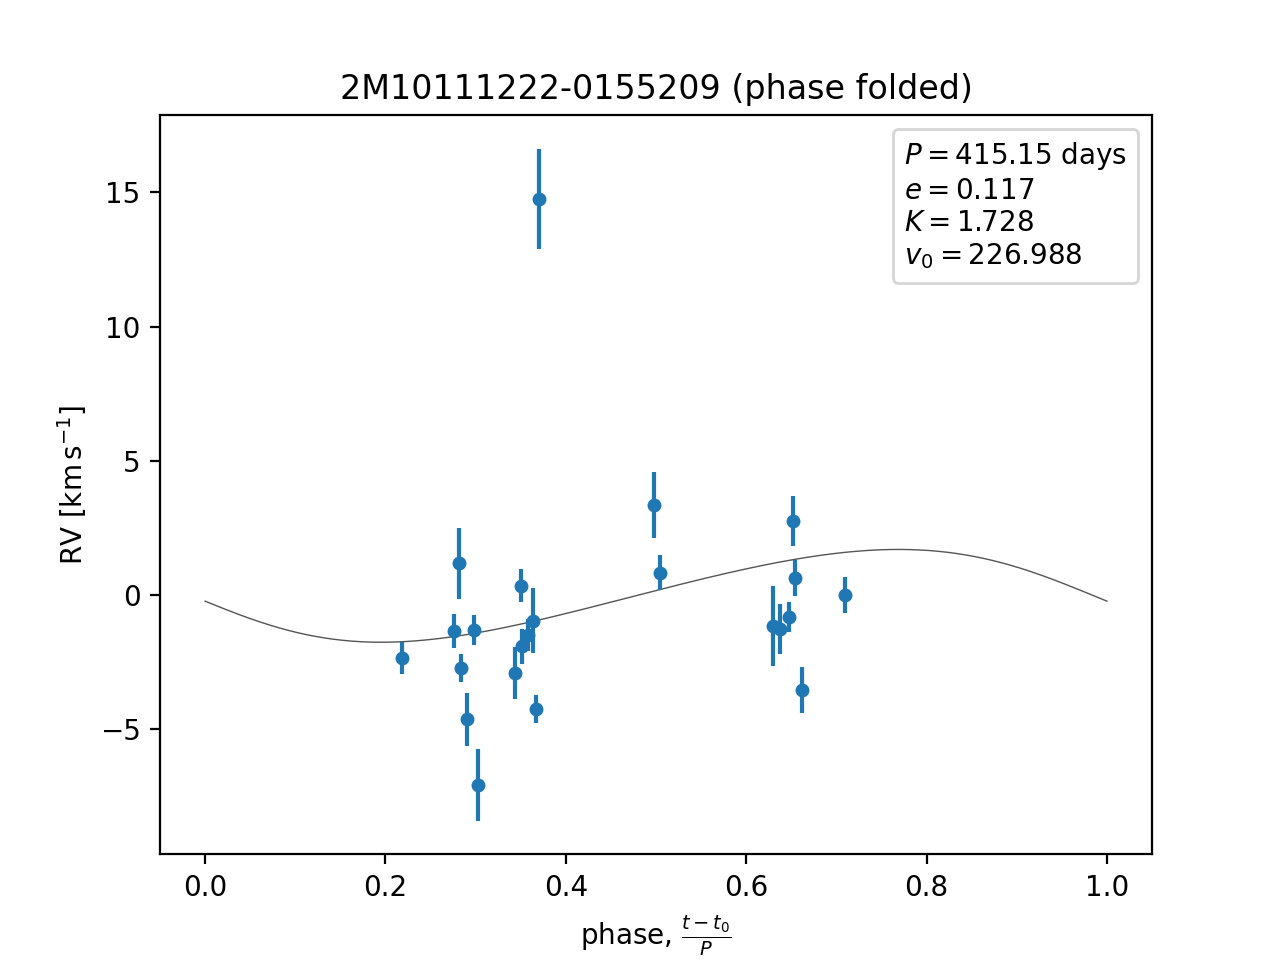 2M10111222-0155209 (phase folded)
P = 415.15 days
e = 0.117
K = 1.728
v₀ = 226.988
15
10
5
0
−5
RV [km s⁻¹]
0.0 0.2 0.4 0.6 0.8 1.0
phase, (t − t₀)/P